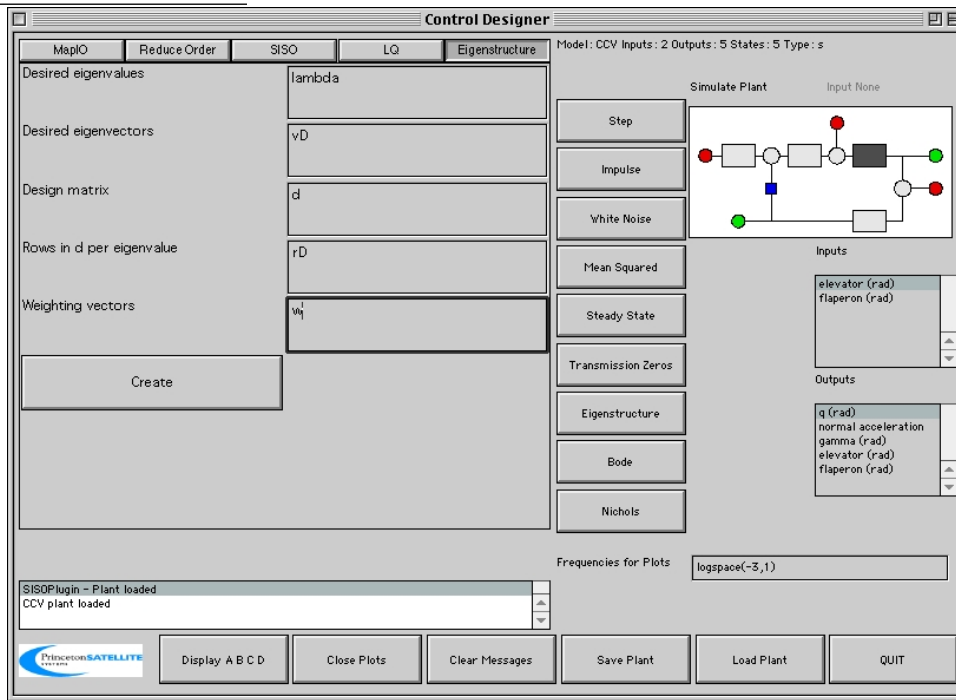 Control Designer
MapIO
Reduce Order
SISO
LQ
Eigenstructure
Model: CCV Inputs: 2 Outputs: 5 States: 5 Type: s
Desired eigenvalues
lambda
Desired eigenvectors
vD
Design matrix
d
Rows in d per eigenvalue
rD
Weighting vectors
w
Create
Step
Impulse
White Noise
Mean Squared
Steady State
Transmission Zeros
Eigenstructure
Bode
Nichols
Simulate Plant
Input None
Inputs
elevator (rad)
flaperon (rad)
Outputs
q (rad)
normal acceleration
gamma (rad)
elevator (rad)
flaperon (rad)
Frequencies for Plots
logspace(-3,1)
SISOPlugin - Plant loaded
CCV plant loaded
Princeton SATELLITE
SYSTEMS
Display A B C D
Close Plots
Clear Messages
Save Plant
Load Plant
QUIT